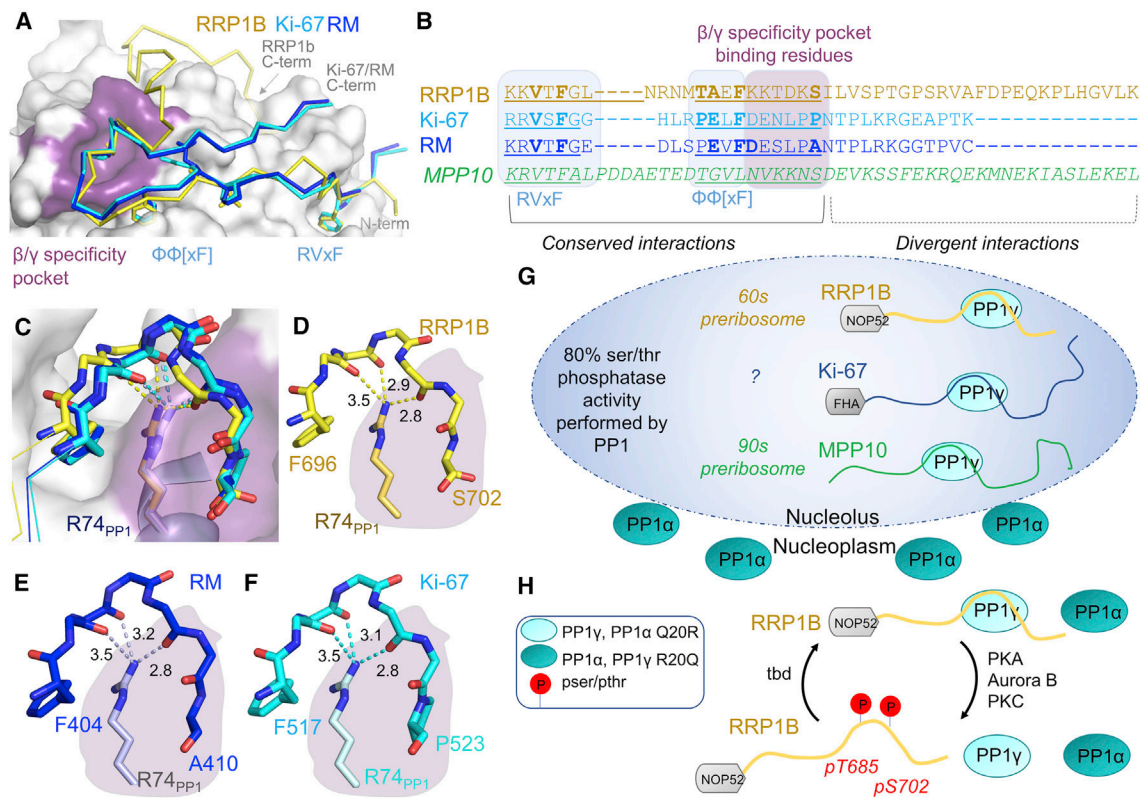 A
RRP1B Ki-67 RM
RRP1b
C-term
Ki-67/RM
C-term
N-term
β/γ specificity
pocket
ΦΦ[xF]
RVxF
B
β/γ specificity pocket
binding residues
RRP1B KKVTFGL-----NRNMTAEFKKTDKSILVSPTGPSRVAFDPEQKPLHGVLK
Ki-67 RRVSFGG------HLRPELFDENLPPNTPLKRGEAPTK
RM KRVTFGE------DLSPEVFDESLPANTPLRKGGTPVC
MPP10 KRVTFALPDDAETEDTGVLNVKKNSDEVKSSFEKRQEKMNEKIASLEKEL
RVxF
ΦΦ[xF]
Conserved interactions
Divergent interactions
C
R74PP1
D
RRP1B
2.9
3.5
2.8
F696
S702
R74PP1
E
RM
3.2
3.5
2.8
F404
A410
R74PP1
F
Ki-67
3.1
3.5
2.8
F517
P523
R74PP1
G
80% ser/thr
phosphatase
activity
performed by
PP1
60s
preribosome
RRP1B
NOP52
PP1γ
?
Ki-67
FHA
PP1γ
90s
preribosome
MPP10
PP1γ
Nucleolus
Nucleoplasm
PP1α
PP1α
PP1α
PP1α
H
PP1γ, PP1α Q20R
PP1α, PP1γ R20Q
P
pser/pthr
RRP1B
NOP52
PP1γ
PP1α
tbd
PKA
Aurora B
PKC
RRP1B
NOP52
P
P
pT685
pS702
PP1γ
PP1α